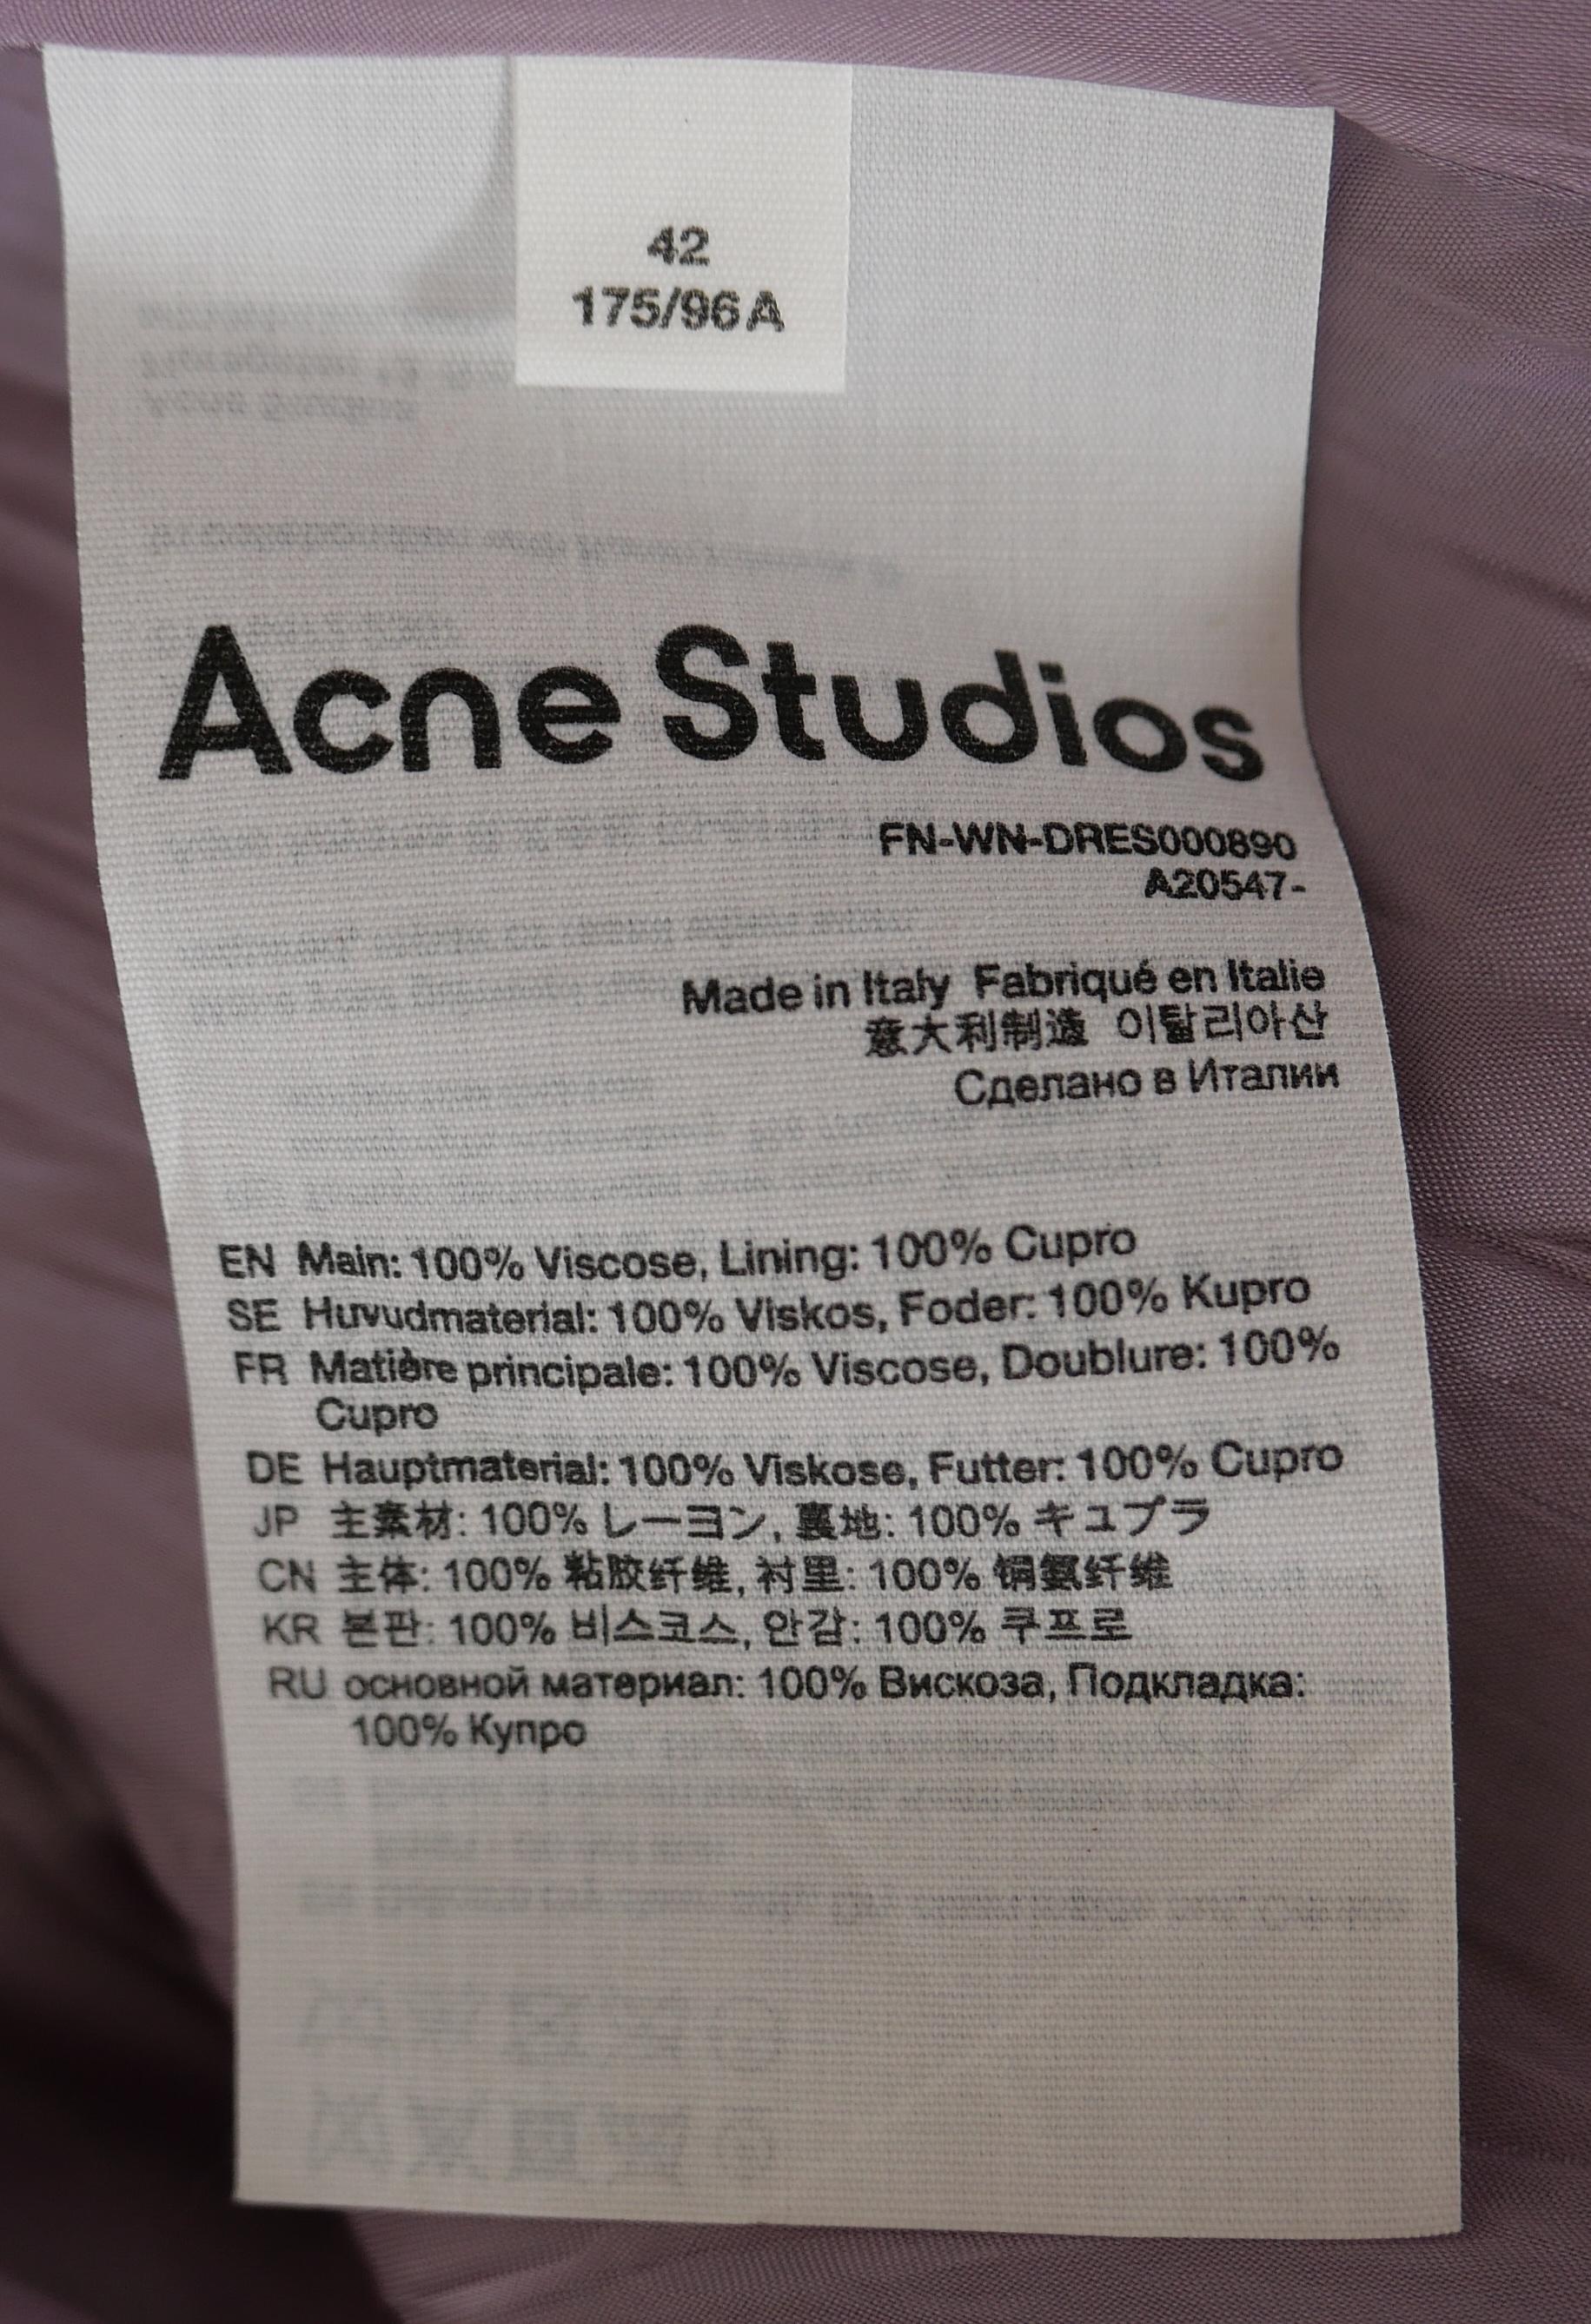 42
175/96A
Acne Studios
FN-WN-DRES000890
A20547-
Made in Italy Fabriqué en Italie
意大利制造 이탈리아산
Сделано в Италии
EN Main: 100% Viscose, Lining: 100% Cupro
SE Huvudmaterial: 100% Viskos, Foder: 100% Kupro
FR Matière principale: 100% Viscose, Doublure: 100%
Cupro
DE Hauptmaterial: 100% Viskose, Futter: 100% Cupro
JP 主素材: 100% レーヨン, 裏地: 100% キュプラ
CN 主体: 100% 粘胶纤维, 衬里: 100% 铜氨纤维
KR 본판: 100% 비스코스, 안감: 100% 쿠프로
RU основной материал: 100% Вискоза, Подкладка:
100% Купро